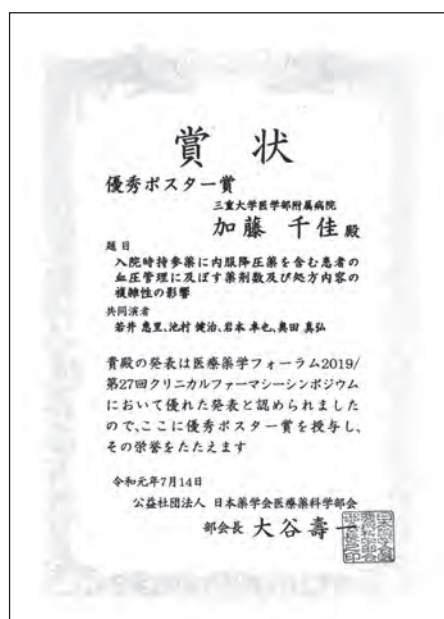 賞状
優秀ポスター賞
三重大学医学部附属病院
加藤 千佳 殿
題目
入院時持参薬に内服降圧薬を含む患者の
血圧管理に及ぼす薬剤数及び処方内容の
複雑性の影響
共同演者
若井 恵里、池村 健治、岩本 卓也、奥田 真弘
貴殿の発表は医療薬学フォーラム2019/
第27回クリニカルファーマシーシンポジウム
において優れた発表と認められました
ので、ここに優秀ポスター賞を授与し、
その栄誉をたたえます
令和元年7月14日
公益社団法人 日本薬学会医療薬科学部会
部会長 大谷壽一